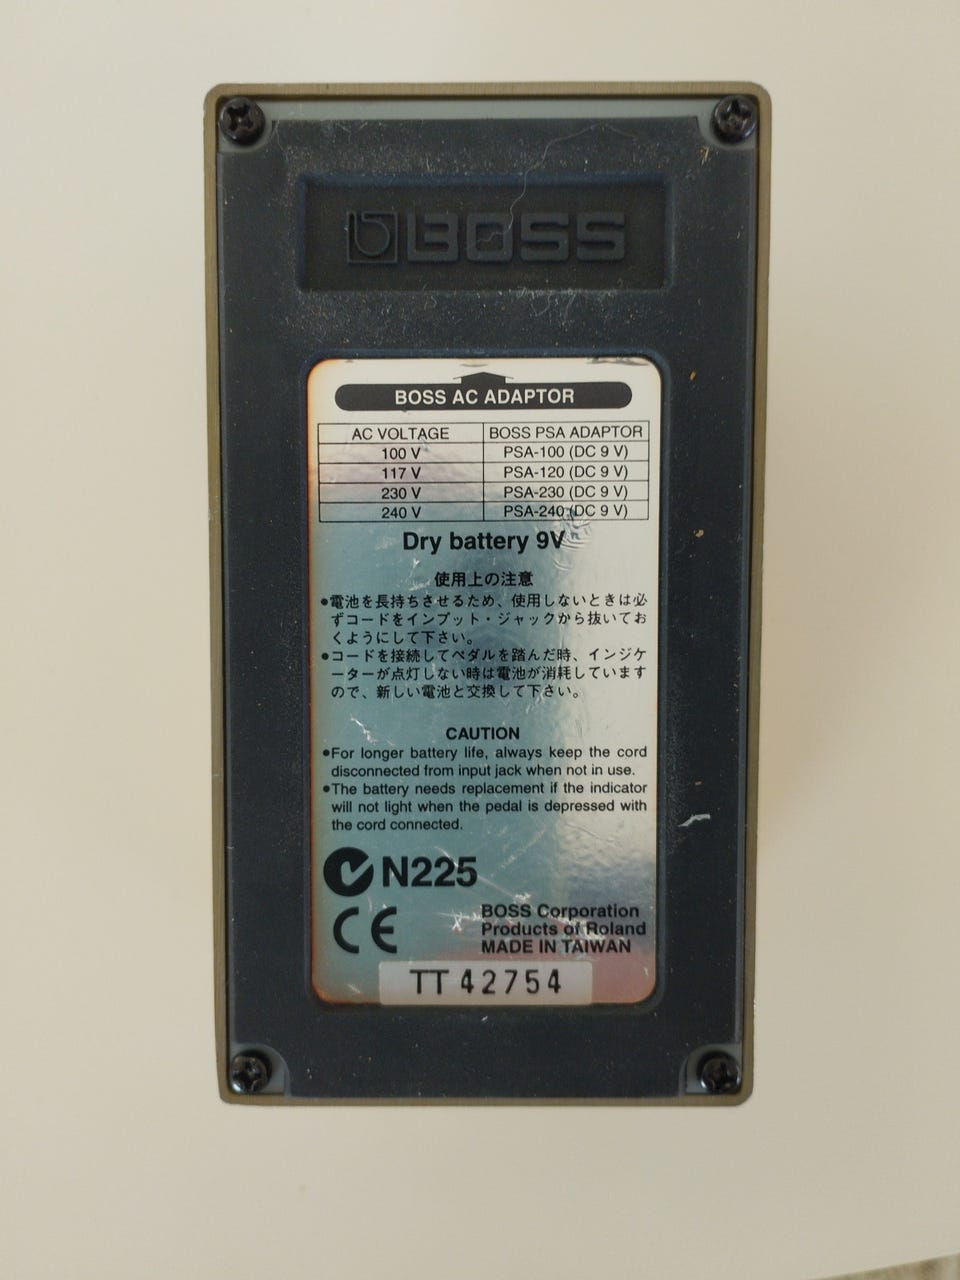 BOSS
BOSS AC ADAPTOR
AC VOLTAGE BOSS PSA ADAPTOR
100 V PSA-100 (DC 9 V)
117 V PSA-120 (DC 9 V)
230 V PSA-230 (DC 9 V)
240 V PSA-240 (DC 9 V)
Dry battery 9V
使用上の注意
●電池を長持ちさせるため、使用しないときは必
ずコードをインプット・ジャックから抜いてお
くようにして下さい。
●コードを接続してペダルを踏んだ時、インジケ
ーターが点灯しない時は電池が消耗しています
ので、新しい電池と交換して下さい。
CAUTION
●For longer battery life, always keep the cord
disconnected from input jack when not in use.
●The battery needs replacement if the indicator
will not light when the pedal is depressed with
the cord connected.
N225
CE
BOSS Corporation
Products of Roland
MADE IN TAIWAN
TT 42754